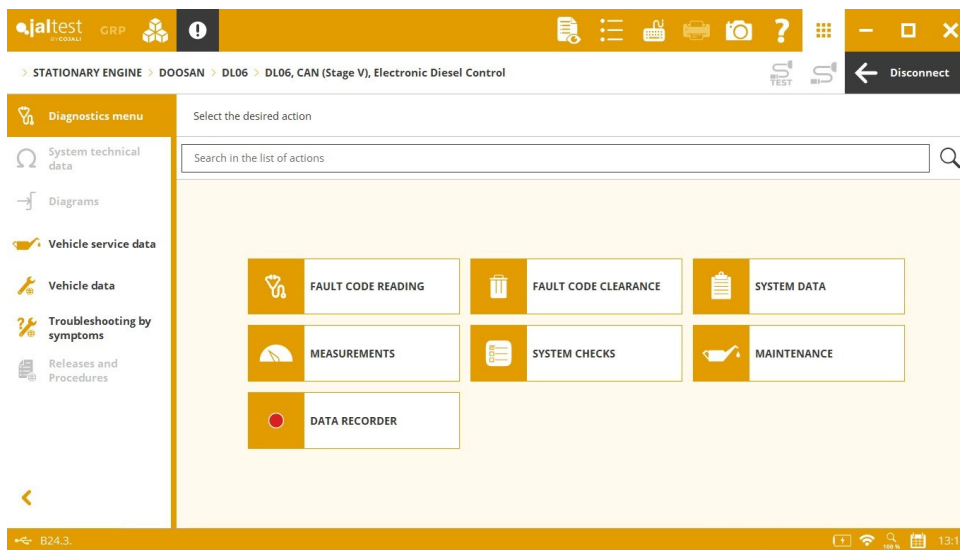 jaltest GRP
BY COJALI
> STATIONARY ENGINE > DOOSAN > DL06 > DL06, CAN (Stage V), Electronic Diesel Control
TEST
Disconnect
Diagnostics menu
System technical
data
Diagrams
Vehicle service data
Vehicle data
Troubleshooting by
symptoms
Releases and
Procedures
Select the desired action
Search in the list of actions
FAULT CODE READING
FAULT CODE CLEARANCE
SYSTEM DATA
MEASUREMENTS
SYSTEM CHECKS
MAINTENANCE
DATA RECORDER
B24.3.
100 %
13:1